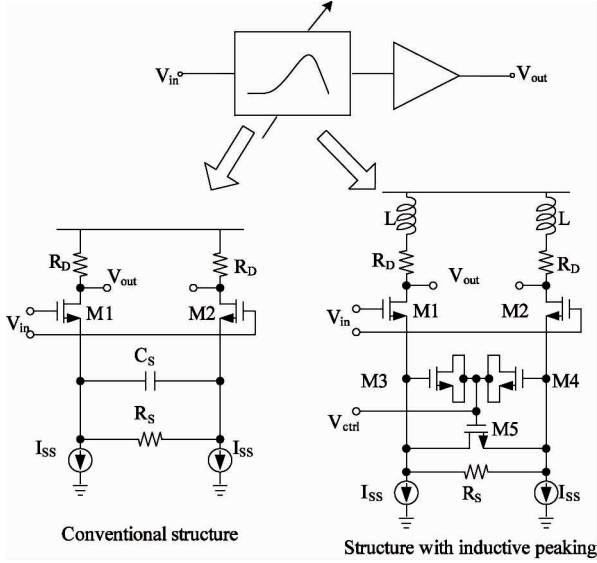 V_in
V_out
L
L
R_D
R_D
R_D
V_out
R_D
V_out
M1
M2
V_in
M1
M2
V_in
C_S
M3
M4
V_ctrl
M5
R_S
I_SS
I_SS
I_SS
R_S
I_SS
Conventional structure
Structure with inductive peaking